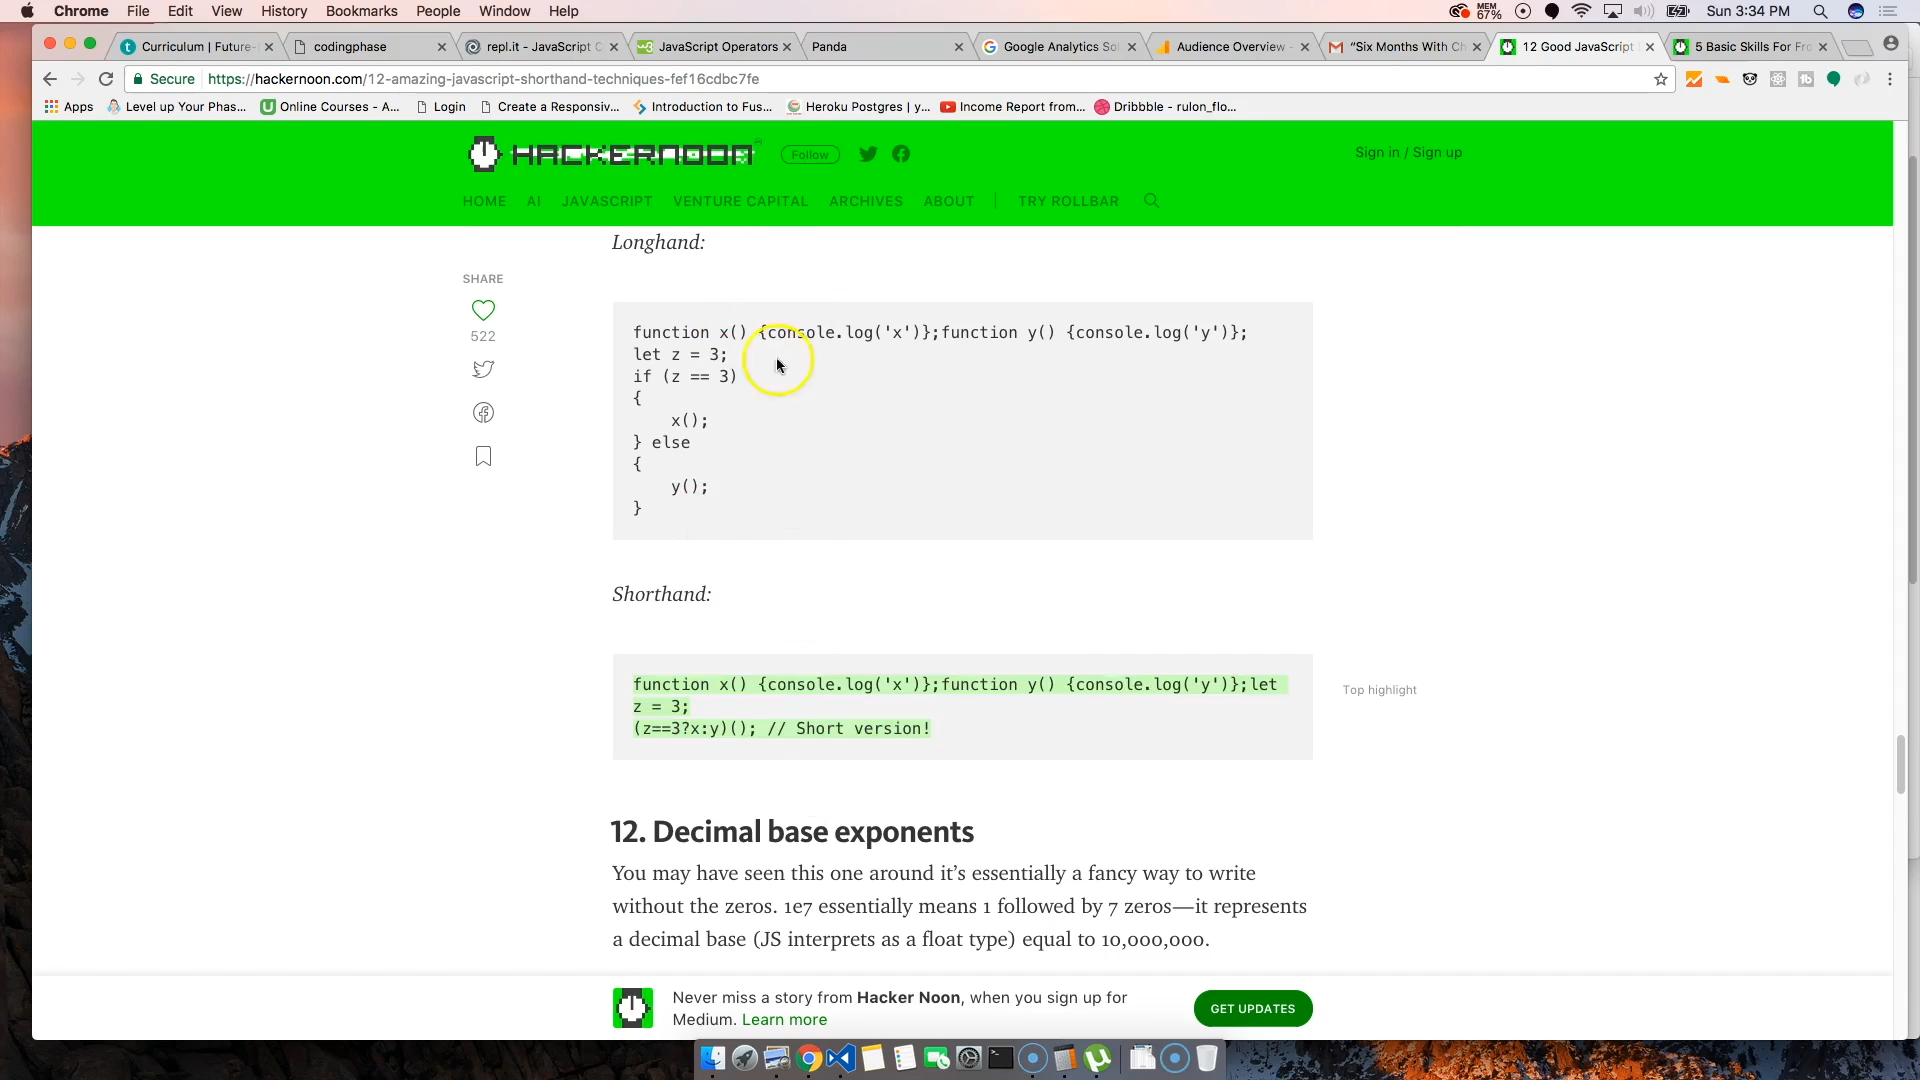 Chrome File Edit View History Bookmarks People Window Help
MEM 67% Sun 3:34 PM
Curriculum | Future-
codingphase
repl.it - JavaScript C
JavaScript Operators
Panda
Google Analytics Sol
Audience Overview -
"Six Months With Ch
12 Good JavaScript
5 Basic Skills For Fro
Secure https://hackernoon.com/12-amazing-javascript-shorthand-techniques-fef16cdbc7fe
Apps Level up Your Phas... Online Courses - A... Login Create a Responsiv... Introduction to Fus... Heroku Postgres | y... Income Report from... Dribbble - rulon_flo...
HACKERNOON Follow Sign in / Sign up
HOME AI JAVASCRIPT VENTURE CAPITAL ARCHIVES ABOUT TRY ROLLBAR
Longhand:
SHARE
522
function x() {console.log('x')};function y() {console.log('y')};
let z = 3;
if (z == 3)
{
x();
} else
{
y();
}
Shorthand:
function x() {console.log('x')};function y() {console.log('y')};let
z = 3;
(z==3?x:y)(); // Short version!
Top highlight
12. Decimal base exponents
You may have seen this one around it’s essentially a fancy way to write
without the zeros. 1e7 essentially means 1 followed by 7 zeros—it represents
a decimal base (JS interprets as a float type) equal to 10,000,000.
Never miss a story from Hacker Noon, when you sign up for
Medium. Learn more
GET UPDATES